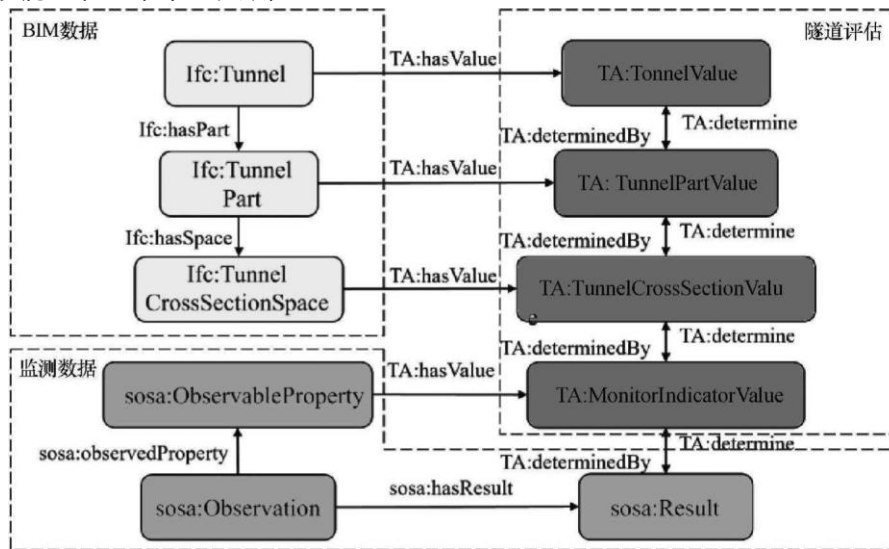 BIM数据
隧道评估
Ifc:Tunnel
TA:hasValue
TA:TonnelValue
Ifc:hasPart
TA:determinedBy
TA:determine
Ifc:Tunnel
Part
TA:hasValue
TA: TunnelPartValue
Ifc:hasSpace
TA:determinedBy
TA:determine
Ifc:Tunnel
CrossSectionSpace
TA:hasValue
TA:TunnelCrossSectionValu
e
监测数据
TA:determinedBy
TA:determine
sosa:ObservableProperty
TA:hasValue
TA:MonitorIndicatorValue
sosa:observedProperty
TA:determinedBy
TA:determine
sosa:Observation
sosa:hasResult
sosa:Result